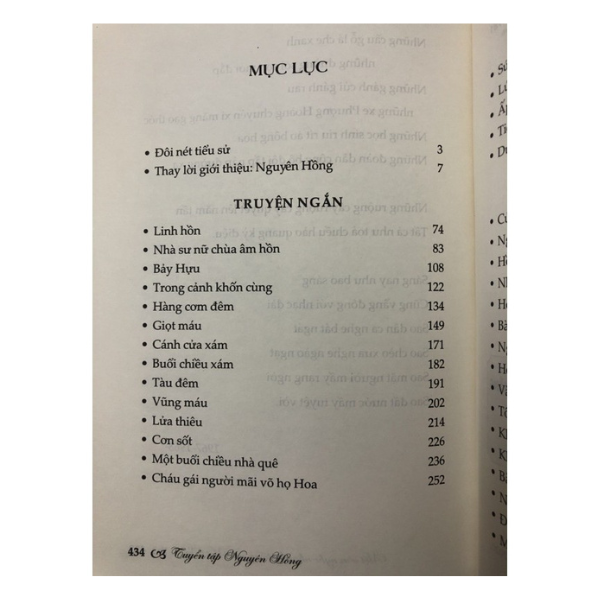 MỤC LỤC
• Đôi nét tiểu sử 3
• Thay lời giới thiệu: Nguyên Hồng 7
TRUYỆN NGẮN
• Linh hồn 74
• Nhà sư nữ chùa âm hồn 83
• Bảy Hựu 108
• Trong cảnh khốn cùng 122
• Hàng cơm đêm 134
• Giọt máu 149
• Cánh cửa xám 171
• Buổi chiều xám 182
• Tàu đêm 191
• Vũng máu 202
• Lửa thiêu 214
• Cơn sốt 226
• Một buổi chiều nhà quê 236
• Cháu gái người mãi võ họ Hoa 252
434 Tuyển tập Nguyên Hồng